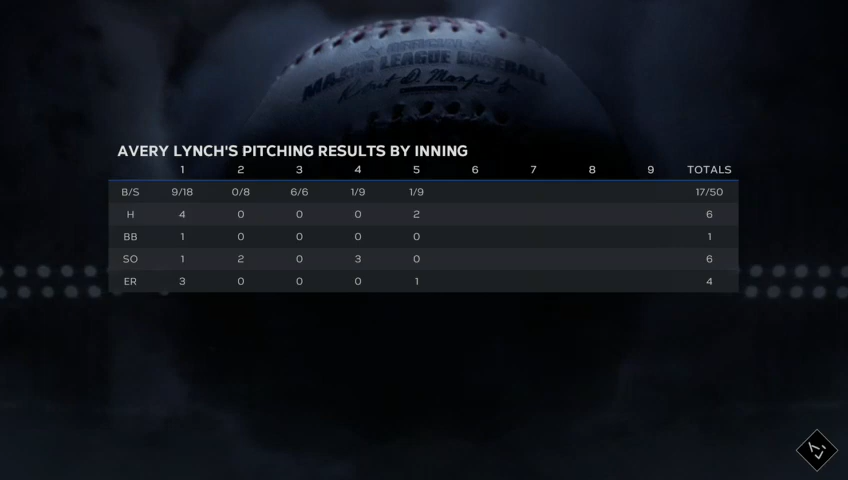 OFFICIAL
MAJOR LEAGUE BASEBALL
AVERY LYNCH'S PITCHING RESULTS BY INNING
1 2 3 4 5 6 7 8 9 TOTALS
B/S 9/18 0/8 6/6 1/9 1/9 17/50
H 4 0 0 0 2 6
BB 1 0 0 0 0 1
SO 1 2 0 3 0 6
ER 3 0 0 0 1 4